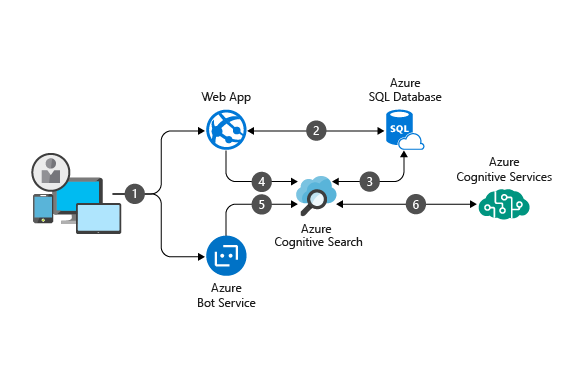 Azure
SQL Database
Web App
2
SQL
Azure
Cognitive Services
4
3
1
5
6
Azure
Cognitive Search
Azure
Bot Service